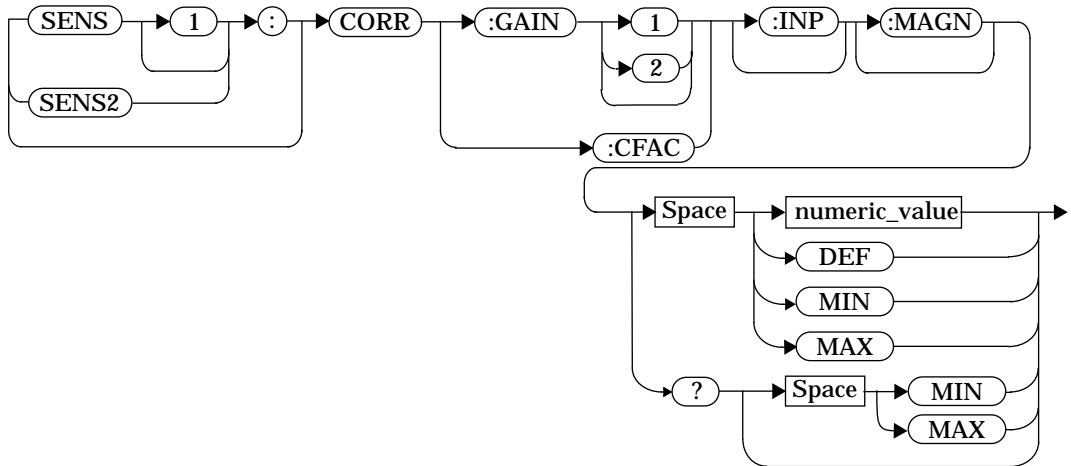 SENS 1 : CORR :GAIN 1 :INP :MAGN
2
SENS2
:CFAC
Space numeric_value
DEF
MIN
MAX
? Space MIN
MAX